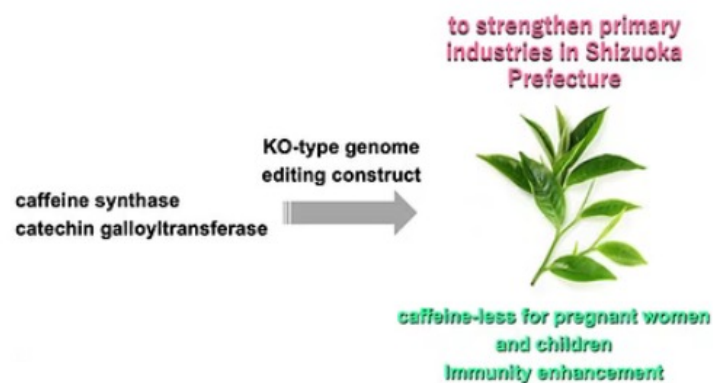 to strengthen primary
industries in Shizuoka
Prefecture
KO-type genome
editing construct
caffeine synthase
catechin galloyltransferase
caffeine-less for pregnant women
and children
Immunity enhancement